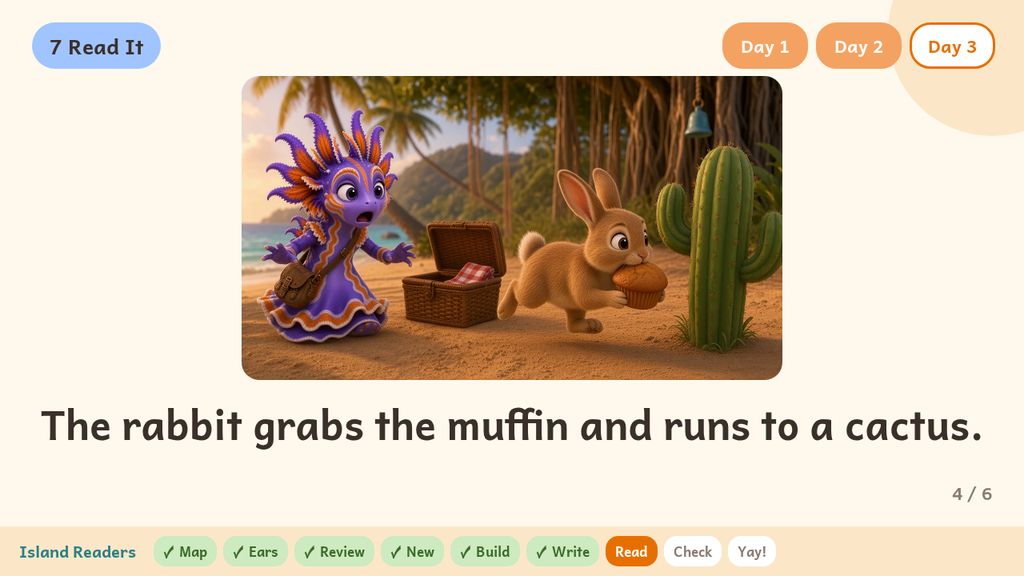 7 Read It
Day 1
Day 2
Day 3
The rabbit grabs the muffin and runs to a cactus.
4 / 6
Island Readers
✓ Map
✓ Ears
✓ Review
✓ New
✓ Build
✓ Write
Read
Check
Yay!